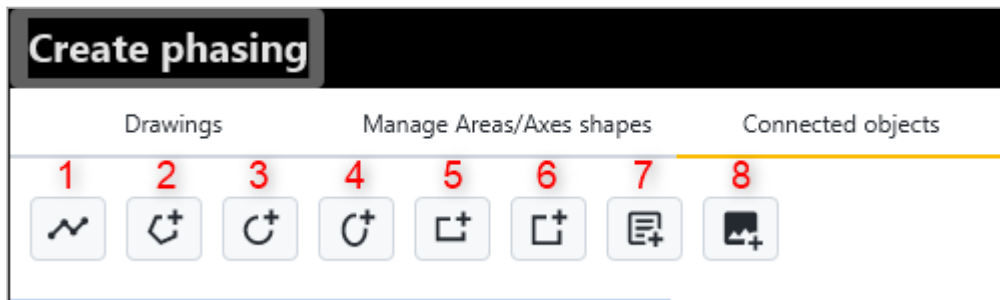 Create phasing
Drawings Manage Areas/Axes shapes Connected objects
1 2 3 4 5 6 7 8